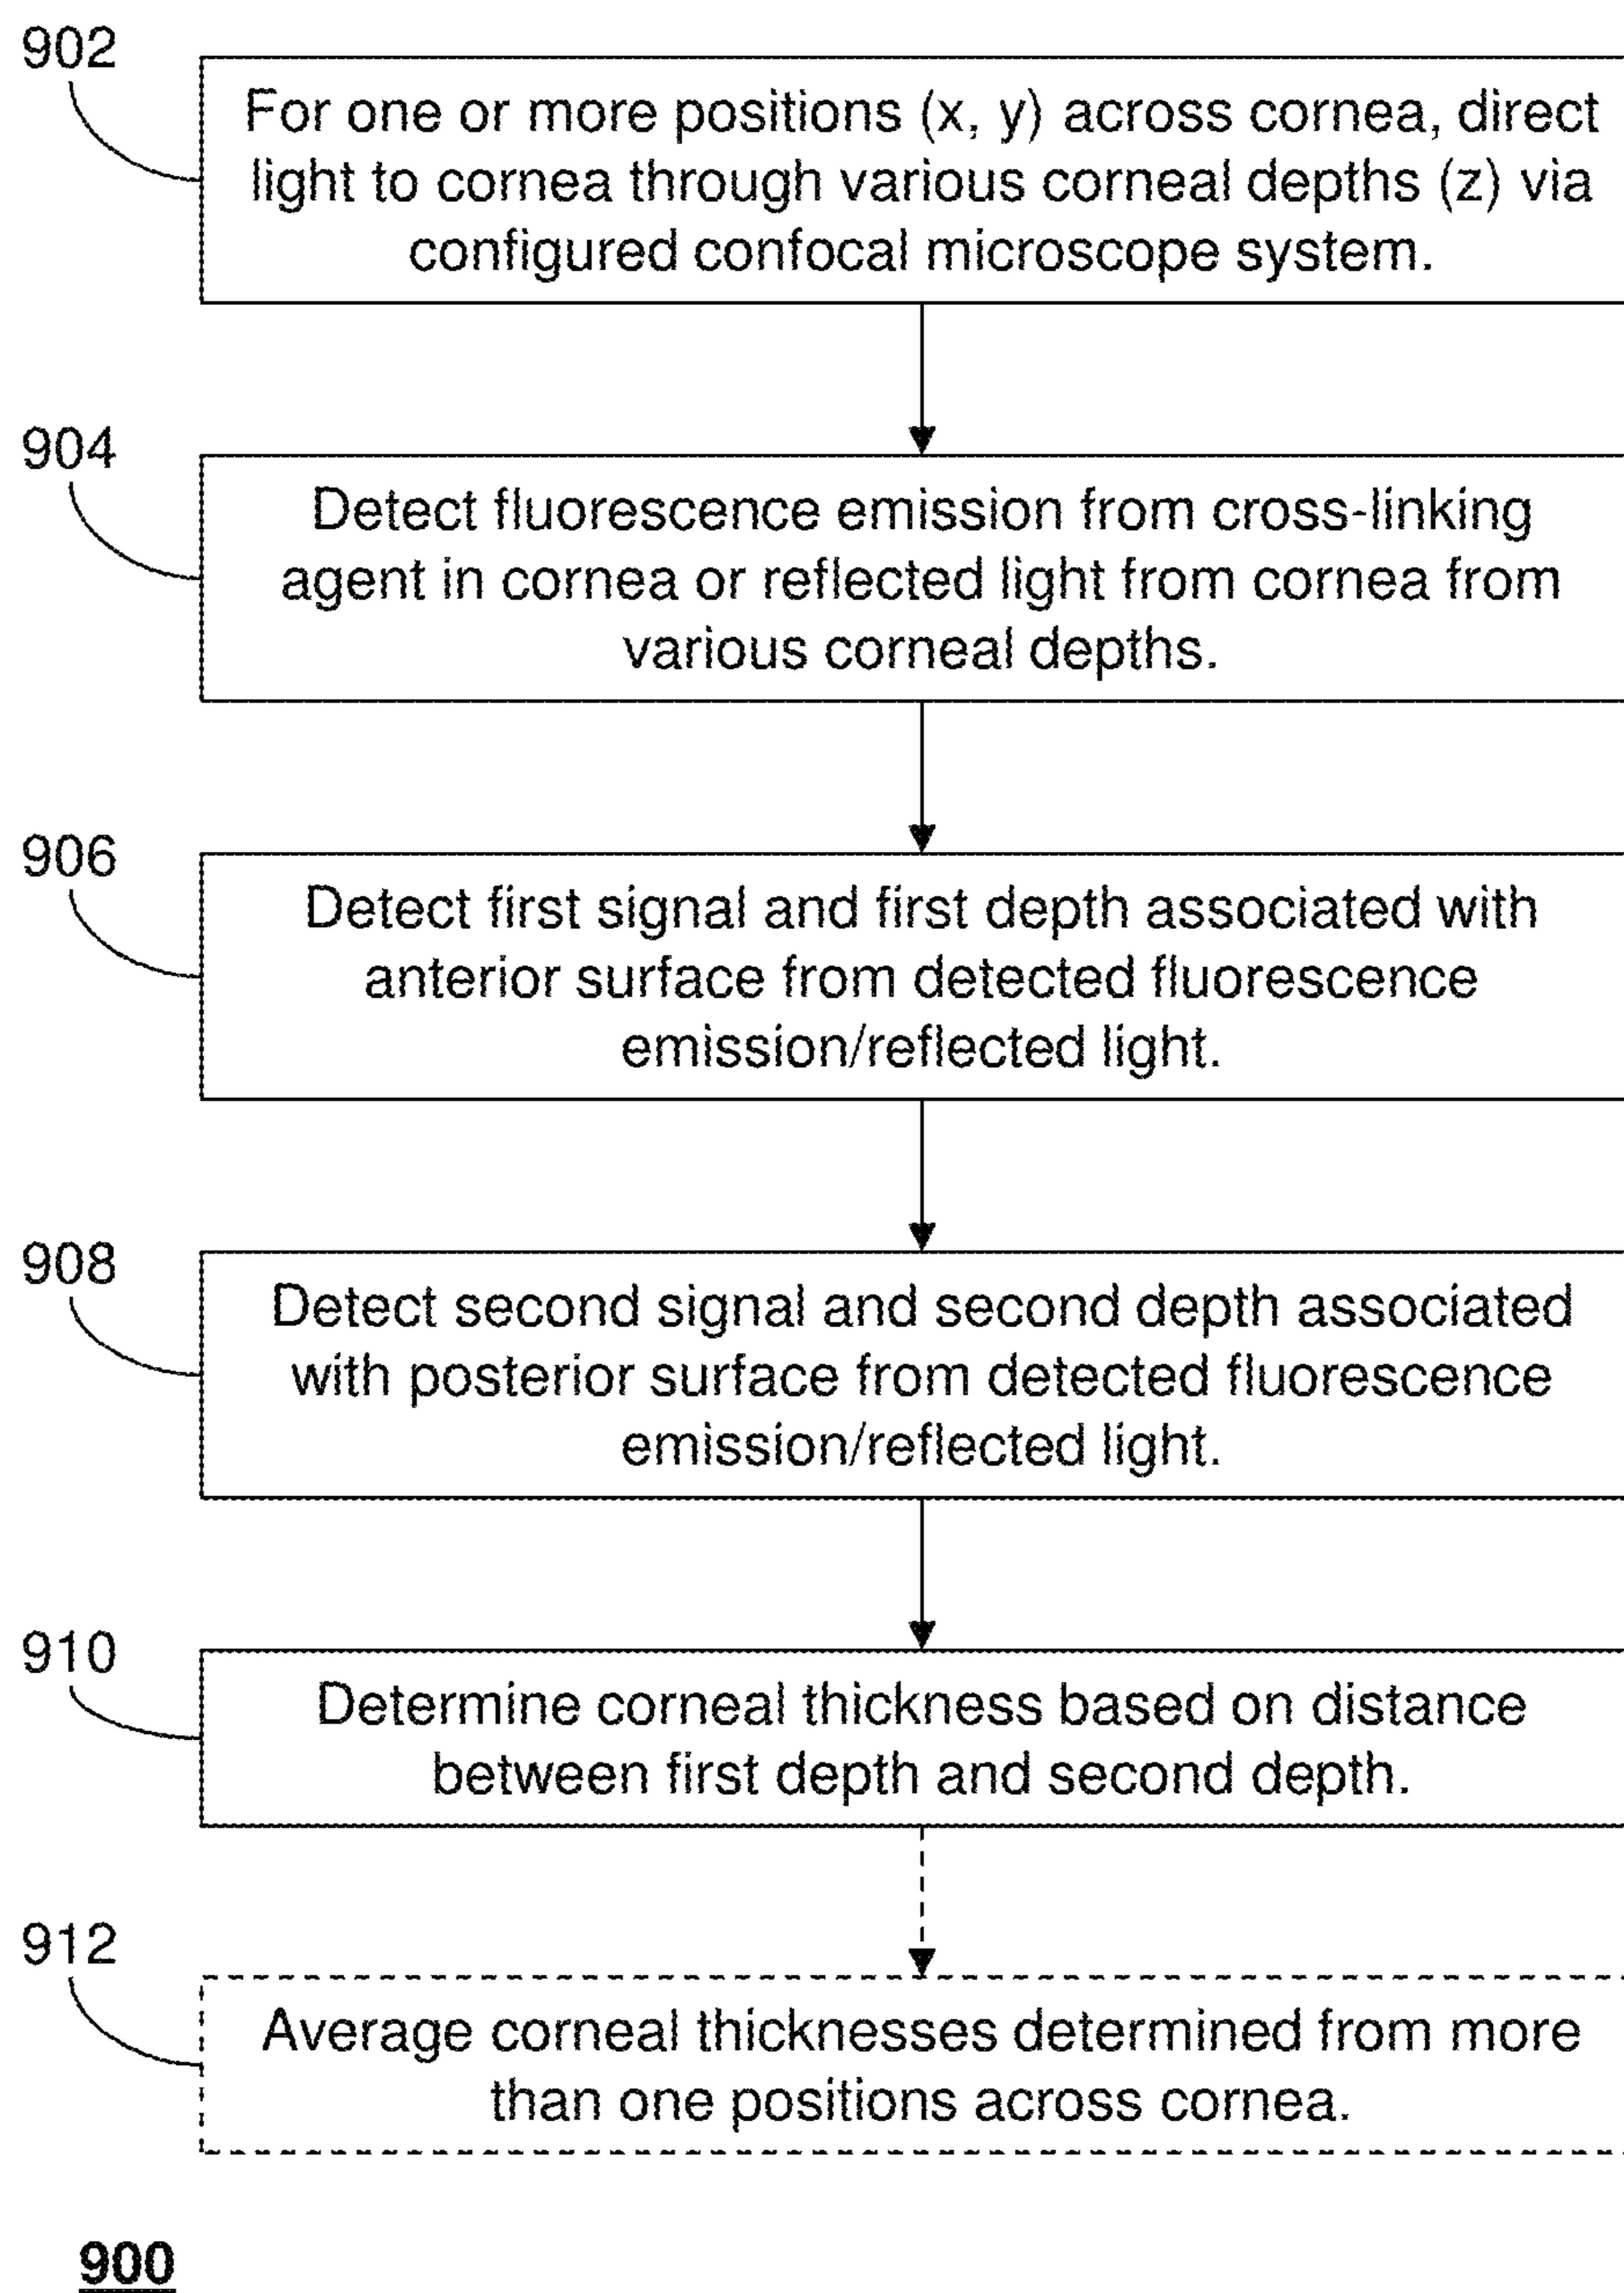 902
For one or more positions (x, y) across cornea, direct
light to cornea through various corneal depths (z) via
configured confocal microscope system.
904
Detect fluorescence emission from cross-linking
agent in cornea or reflected light from cornea from
various corneal depths.
906
Detect first signal and first depth associated with
anterior surface from detected fluorescence
emission/reflected light.
908
Detect second signal and second depth associated
with posterior surface from detected fluorescence
emission/reflected light.
910
Determine corneal thickness based on distance
between first depth and second depth.
912
Average corneal thicknesses determined from more
than one positions across cornea.
900